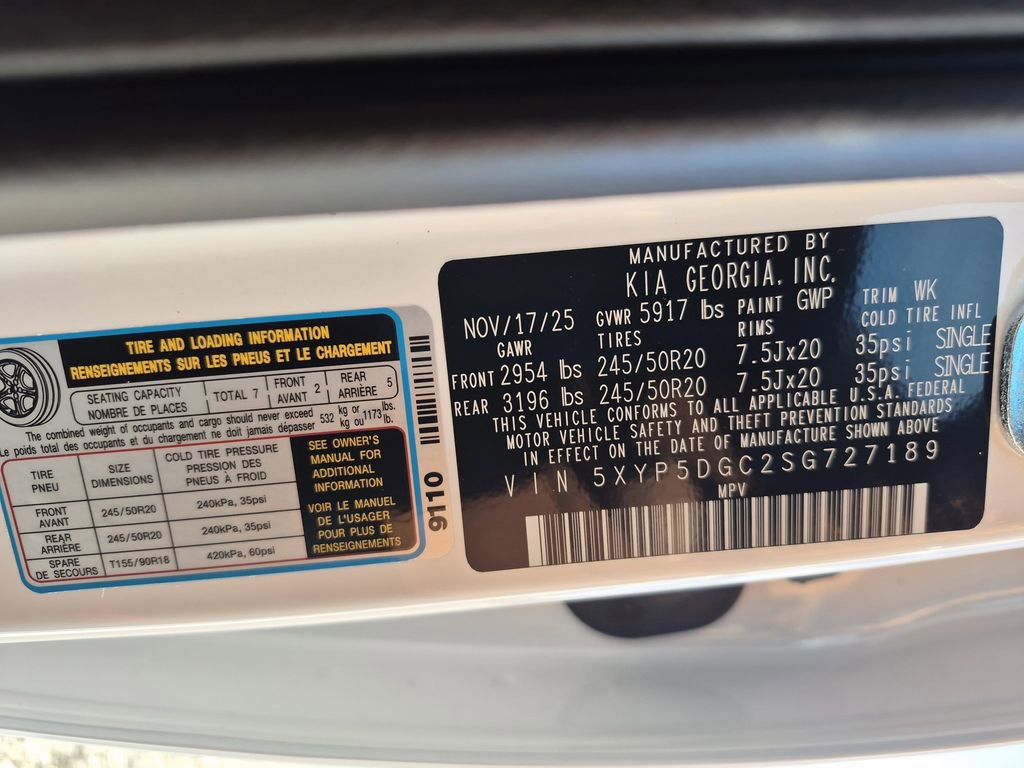 TIRE AND LOADING INFORMATION
RENSEIGNEMENTS SUR LES PNEUS ET LE CHARGEMENT
SEATING CAPACITY
NOMBRE DE PLACES
TOTAL 7
FRONT
AVANT 2
REAR
ARRIÈRE 5
The combined weight of occupants and cargo should never exceed 532 kg or 1173 lbs.
Le poids total des occupants et du chargement ne doit jamais dépasser kg ou lb.
TIRE
PNEU
SIZE
DIMENSIONS
COLD TIRE PRESSURE
PRESSION DES
PNEUS À FROID
FRONT
AVANT
245/50R20
240kPa, 35psi
REAR
ARRIÈRE
245/50R20
240kPa, 35psi
SPARE
DE SECOURS
T155/90R18
420kPa, 60psi
SEE OWNER'S
MANUAL FOR
ADDITIONAL
INFORMATION
VOIR LE MANUEL
DE L'USAGER
POUR PLUS DE
RENSEIGNEMENTS
9110
MANUFACTURED BY
KIA GEORGIA, INC.
NOV/17/25 GVWR 5917 lbs PAINT GWP TRIM WK
GAWR TIRES RIMS COLD TIRE INFL
FRONT 2954 lbs 245/50R20 7.5Jx20 35psi SINGLE
REAR 3196 lbs 245/50R20 7.5Jx20 35psi SINGLE
THIS VEHICLE CONFORMS TO ALL APPLICABLE U.S.A. FEDERAL
MOTOR VEHICLE SAFETY AND THEFT PREVENTION STANDARDS
IN EFFECT ON THE DATE OF MANUFACTURE SHOWN ABOVE
VIN 5XYP5DGC2SG727189
MPV